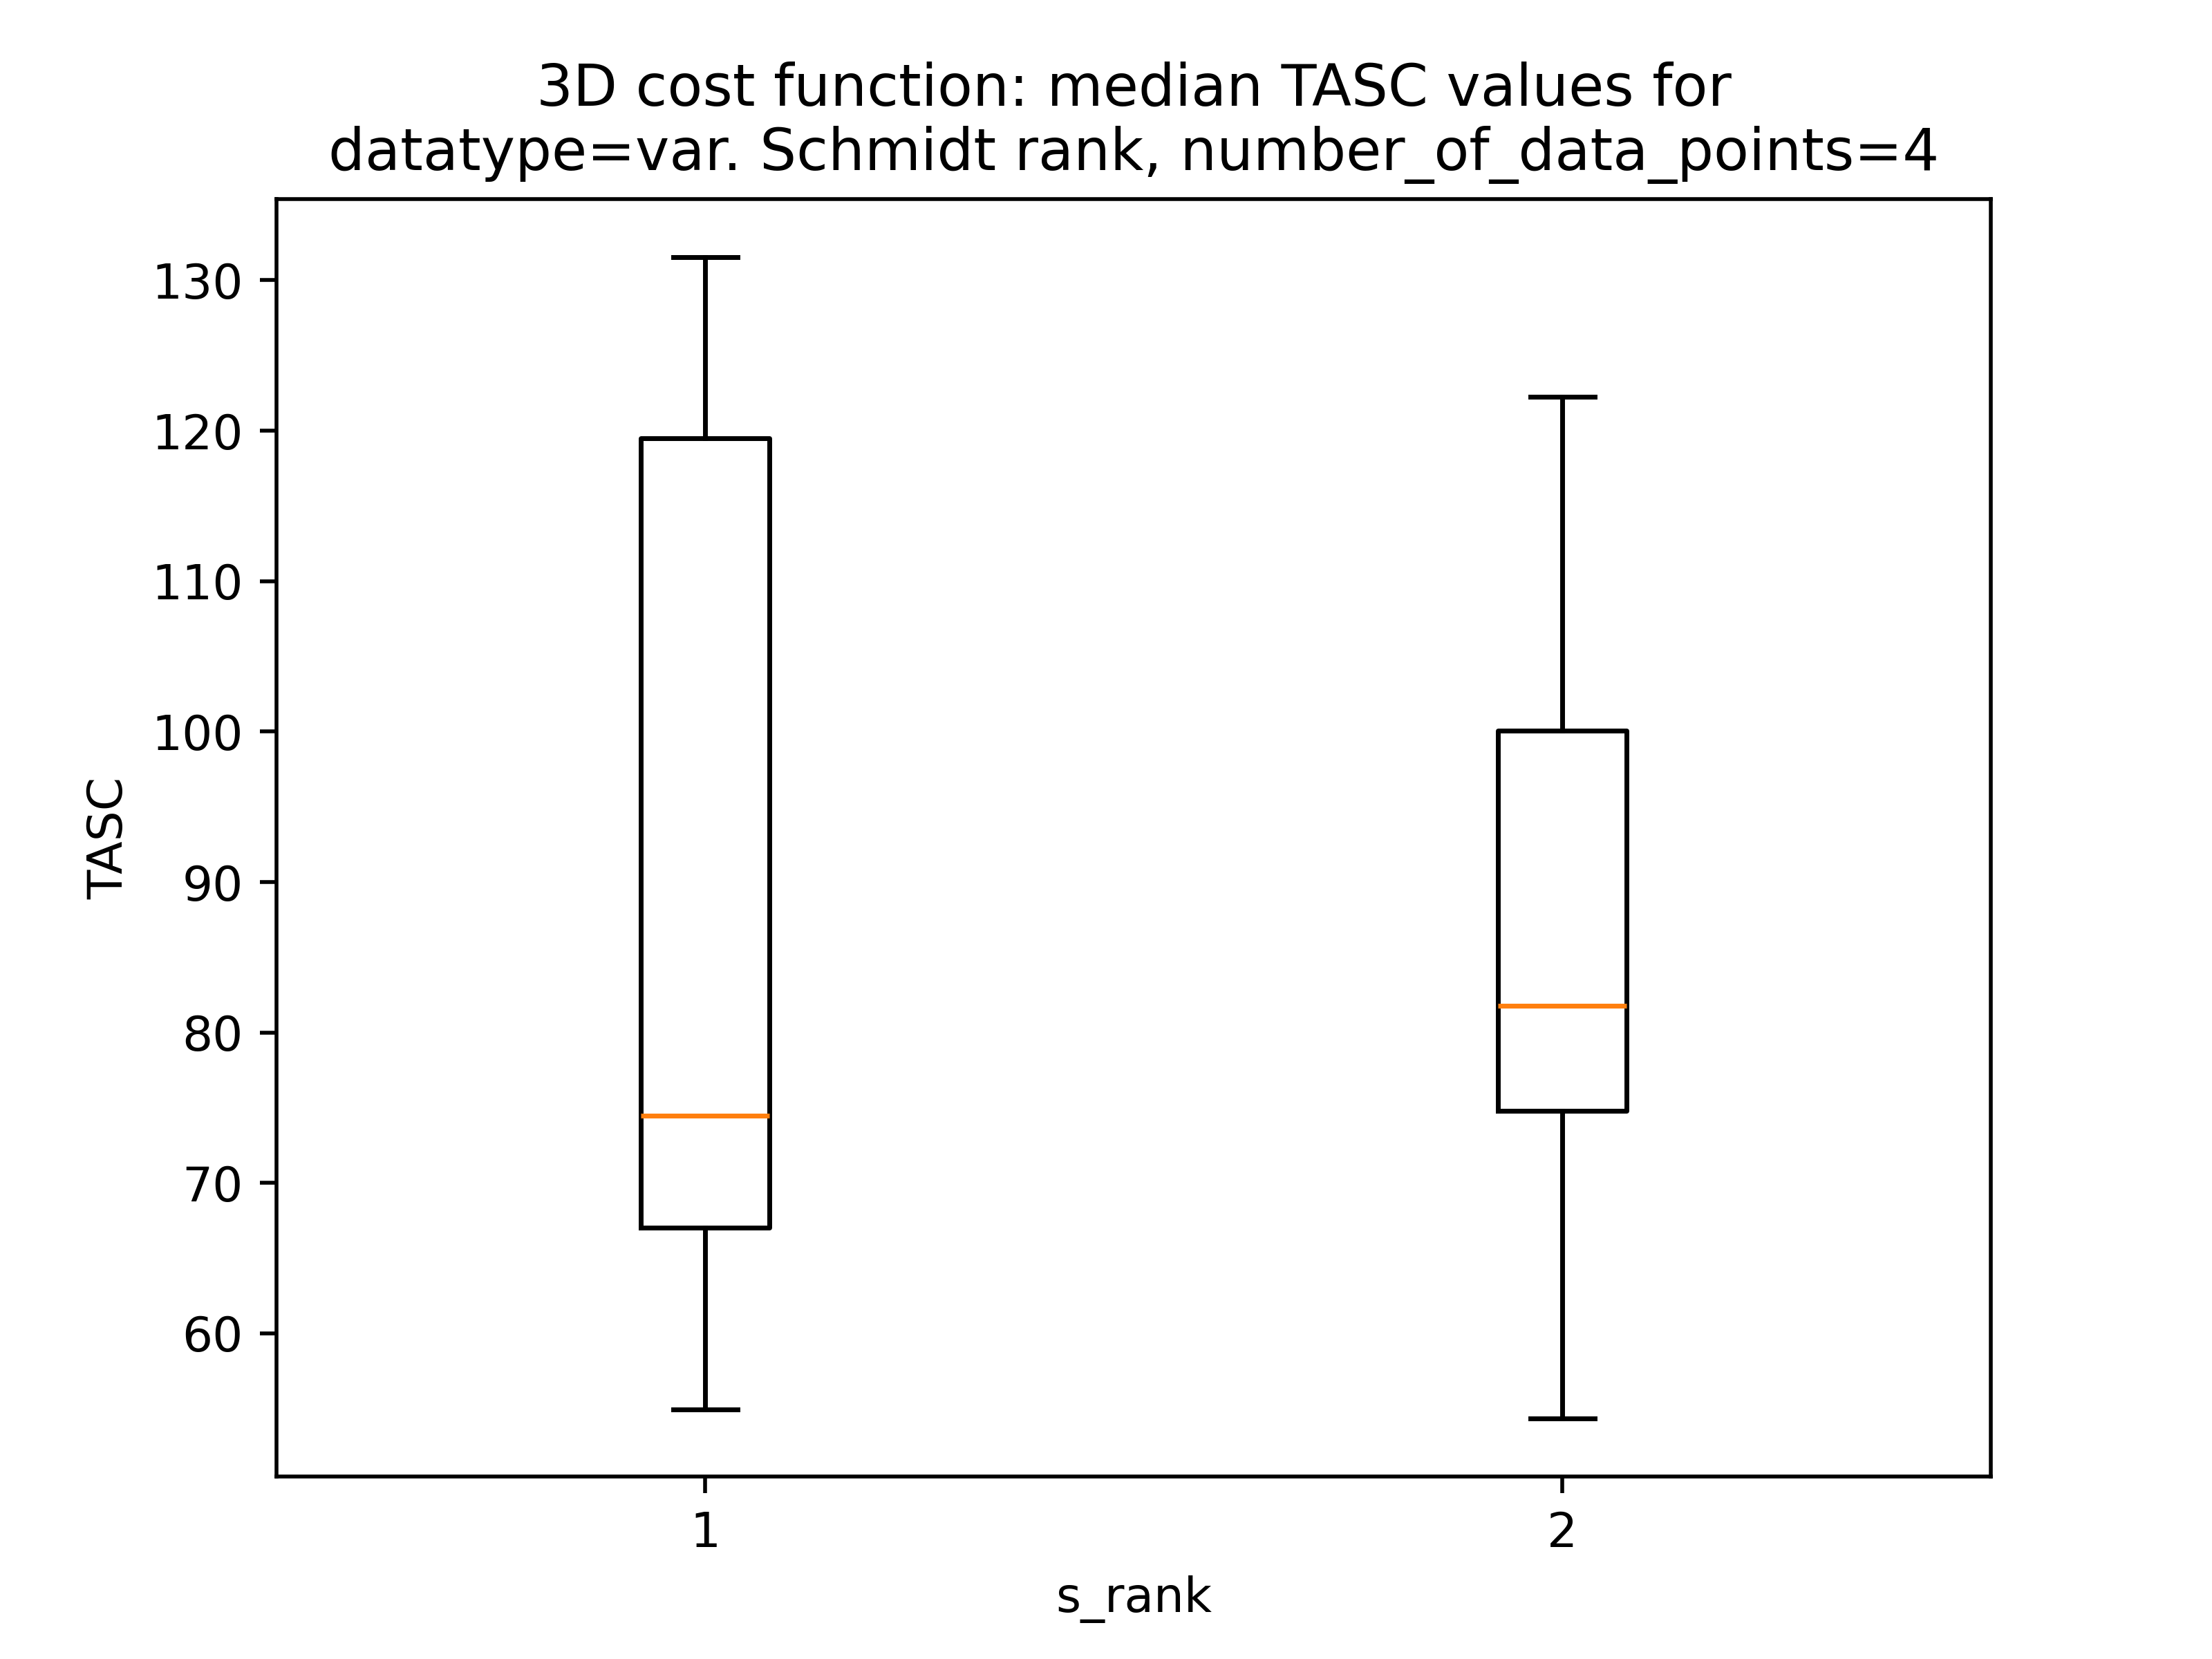 3D cost function: median TASC values for
datatype=var. Schmidt rank, number_of_data_points=4
130
120
110
100
90
80
70
60
TASC
1
2
s_rank